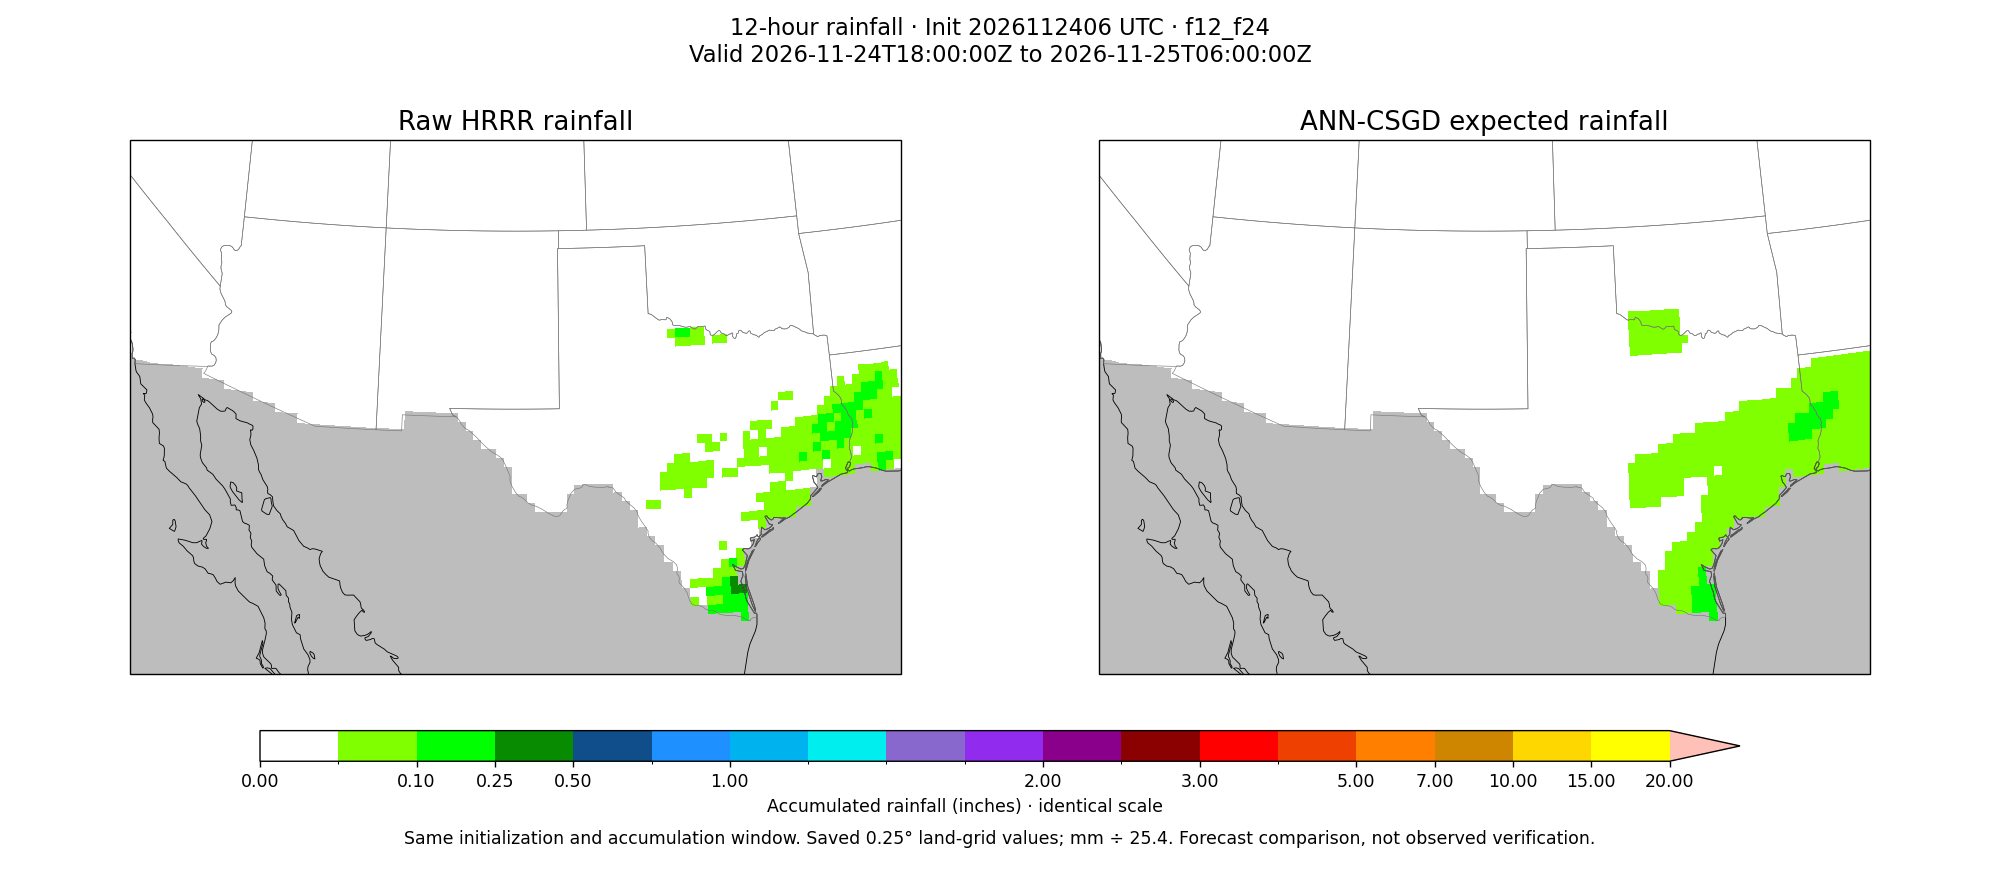 12-hour rainfall · Init 2026112406 UTC · f12_f24
Valid 2026-11-24T18:00:00Z to 2026-11-25T06:00:00Z
Raw HRRR rainfall
ANN-CSGD expected rainfall
0.00 0.10 0.25 0.50 1.00 2.00 3.00 5.00 7.00 10.00 15.00 20.00
Accumulated rainfall (inches) · identical scale
Same initialization and accumulation window. Saved 0.25° land-grid values; mm ÷ 25.4. Forecast comparison, not observed verification.